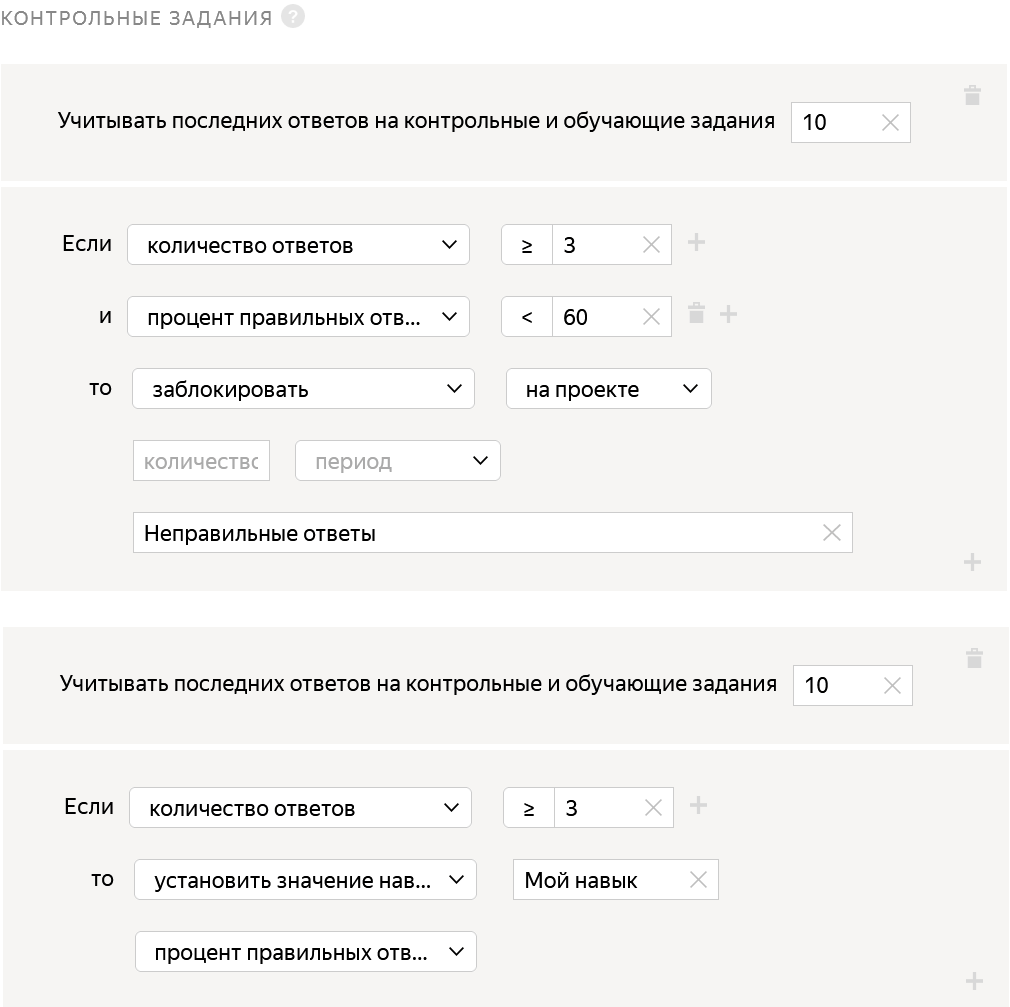 КОНТРОЛЬНЫЕ ЗАДАНИЯ ?
Учитывать последних ответов на контрольные и обучающие задания 10
Если количество ответов ≥ 3
и процент правильных отв... < 60
то заблокировать на проекте
количество период
Неправильные ответы
Учитывать последних ответов на контрольные и обучающие задания 10
Если количество ответов ≥ 3
то установить значение нав... Мой навык
процент правильных отв...